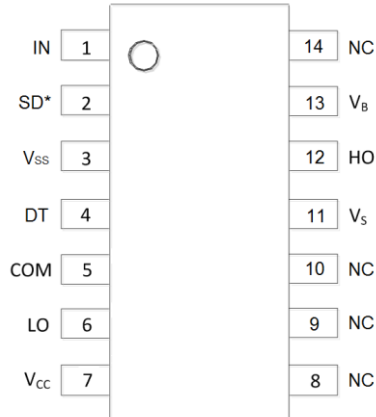 IN 1 14 NC
SD* 2 13 VB
VSS 3 12 HO
DT 4 11 VS
COM 5 10 NC
LO 6 9 NC
VCC 7 8 NC